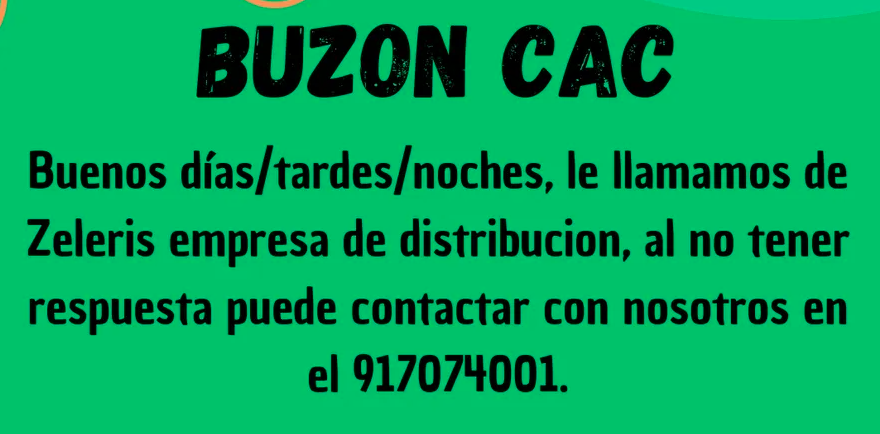 BUZON CAC
Buenos días/tardes/noches, le llamamos de
Zeleris empresa de distribucion, al no tener
respuesta puede contactar con nosotros en
el 917074001.